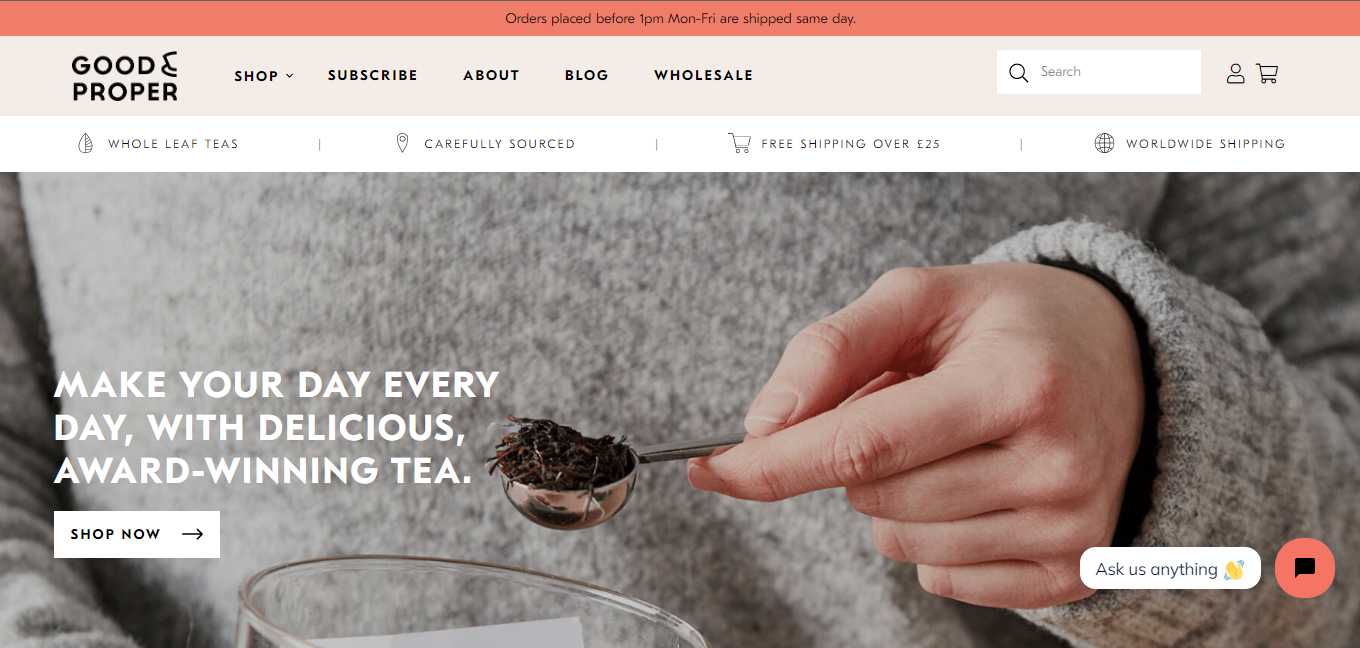 Orders placed before 1pm Mon-Fri are shipped same day.
GOOD &
PROPER
SHOP
SUBSCRIBE
ABOUT
BLOG
WHOLESALE
Search
WHOLE LEAF TEAS
CAREFULLY SOURCED
FREE SHIPPING OVER £25
WORLDWIDE SHIPPING
MAKE YOUR DAY EVERY
DAY, WITH DELICIOUS,
AWARD-WINNING TEA.
SHOP NOW
Ask us anything 👋